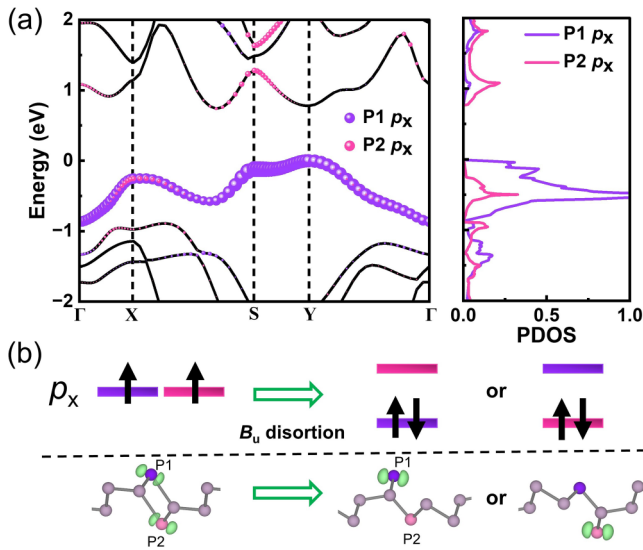 (a)
Energy (eV)
2
1
0
−1
−2
Γ
X
S
Y
Γ
P1 px
P2 px
P1 px
P2 px
0.0
0.5
1.0
PDOS
(b)
px
Bu disortion
or
P1
P2
P1
P2
or